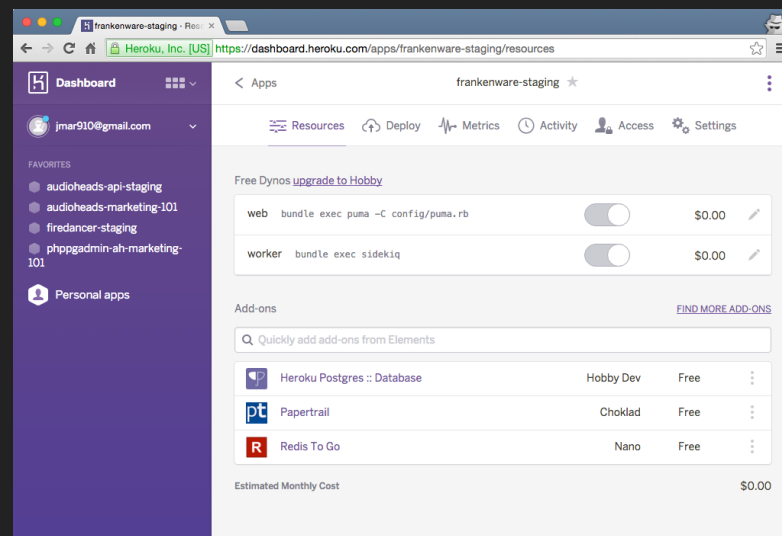 frankenware-staging · Res
Heroku, Inc. [US] https://dashboard.heroku.com/apps/frankenware-staging/resources
Dashboard
jmar910@gmail.com
FAVORITES
audioheads-api-staging
audioheads-marketing-101
firedancer-staging
phppgadmin-ah-marketing-
101
Personal apps
Apps
frankenware-staging
Resources Deploy Metrics Activity Access Settings
Free Dynos upgrade to Hobby
web bundle exec puma -C config/puma.rb $0.00
worker bundle exec sidekiq $0.00
Add-ons FIND MORE ADD-ONS
Quickly add add-ons from Elements
Heroku Postgres :: Database Hobby Dev Free
pt Papertrail Choklad Free
R Redis To Go Nano Free
Estimated Monthly Cost $0.00